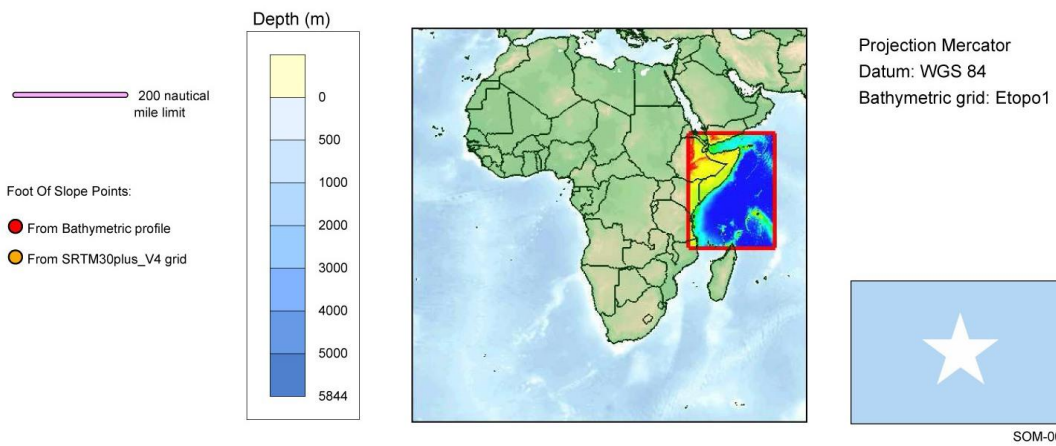 Depth (m)
0
500
1000
2000
3000
4000
5000
5844
200 nautical
mile limit
Foot Of Slope Points:
From Bathymetric profile
From SRTM30plus_V4 grid
Projection Mercator
Datum: WGS 84
Bathymetric grid: Etopo1